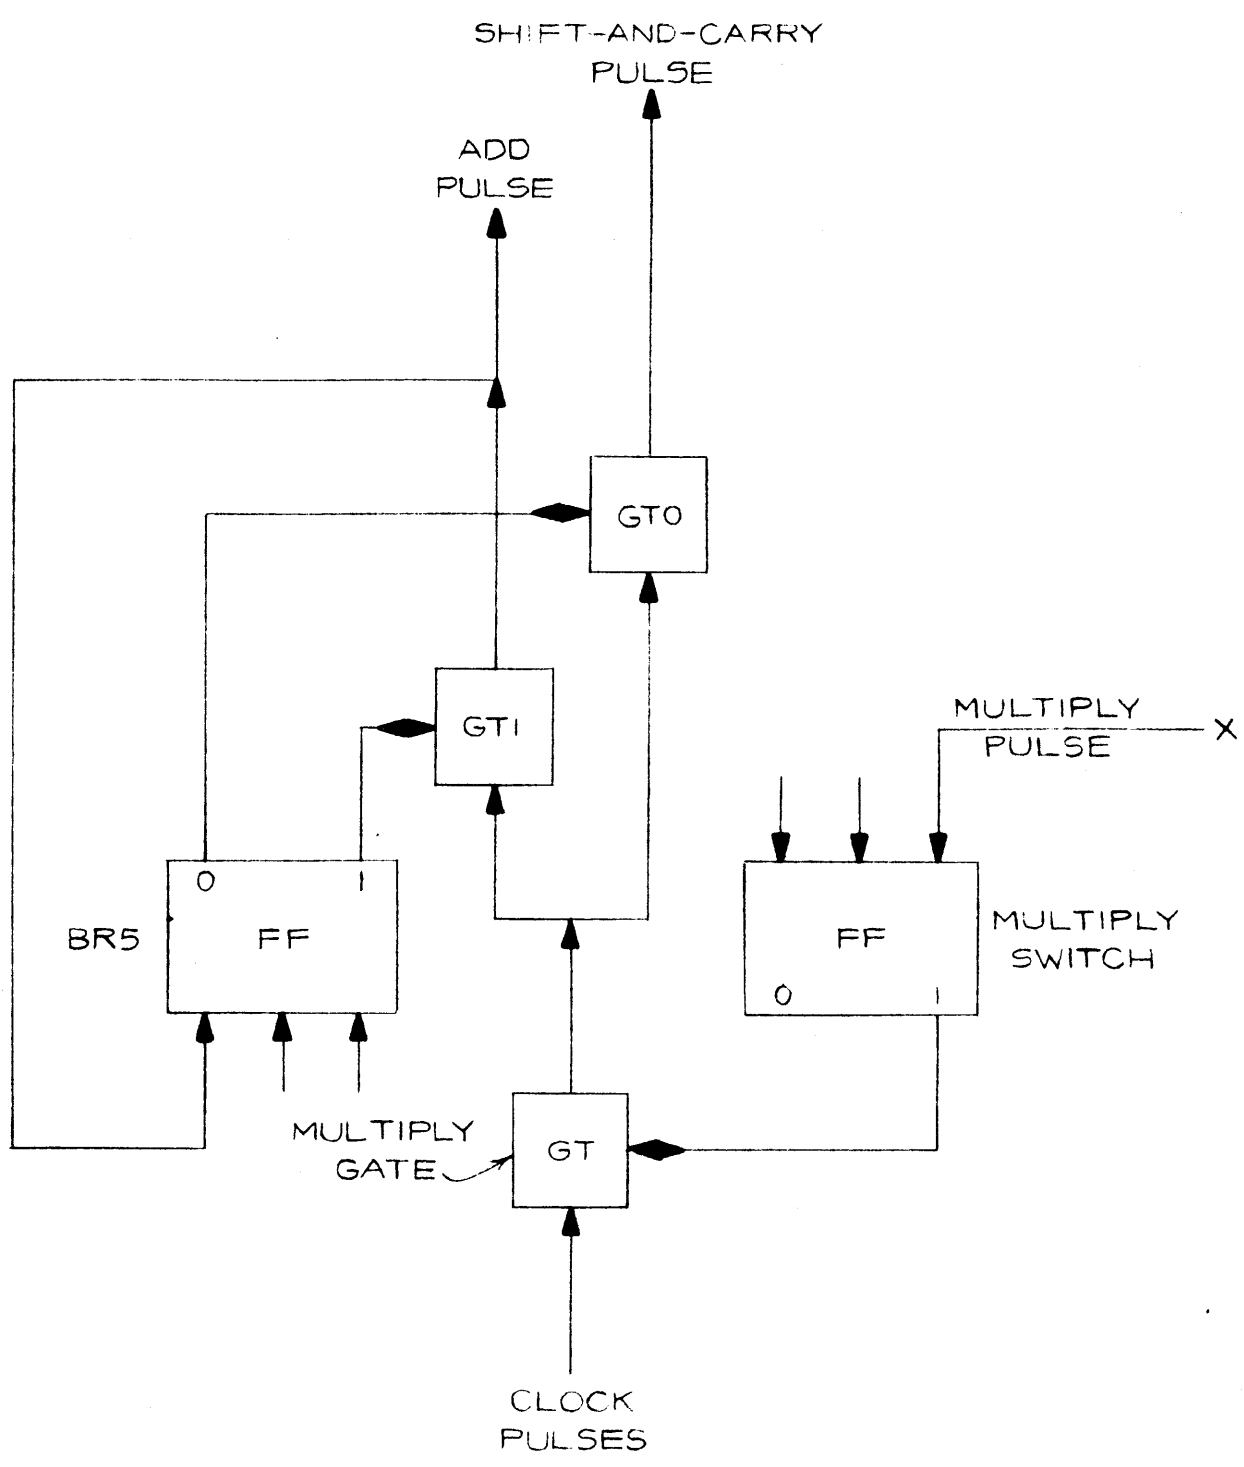 SHIFT-AND-CARRY
PULSE
ADD
PULSE
GT0
GT1
MULTIPLY
PULSE
X
0 1
BR5
FF
FF
MULTIPLY
SWITCH
0 1
MULTIPLY
GATE
GT
CLOCK
PULSES